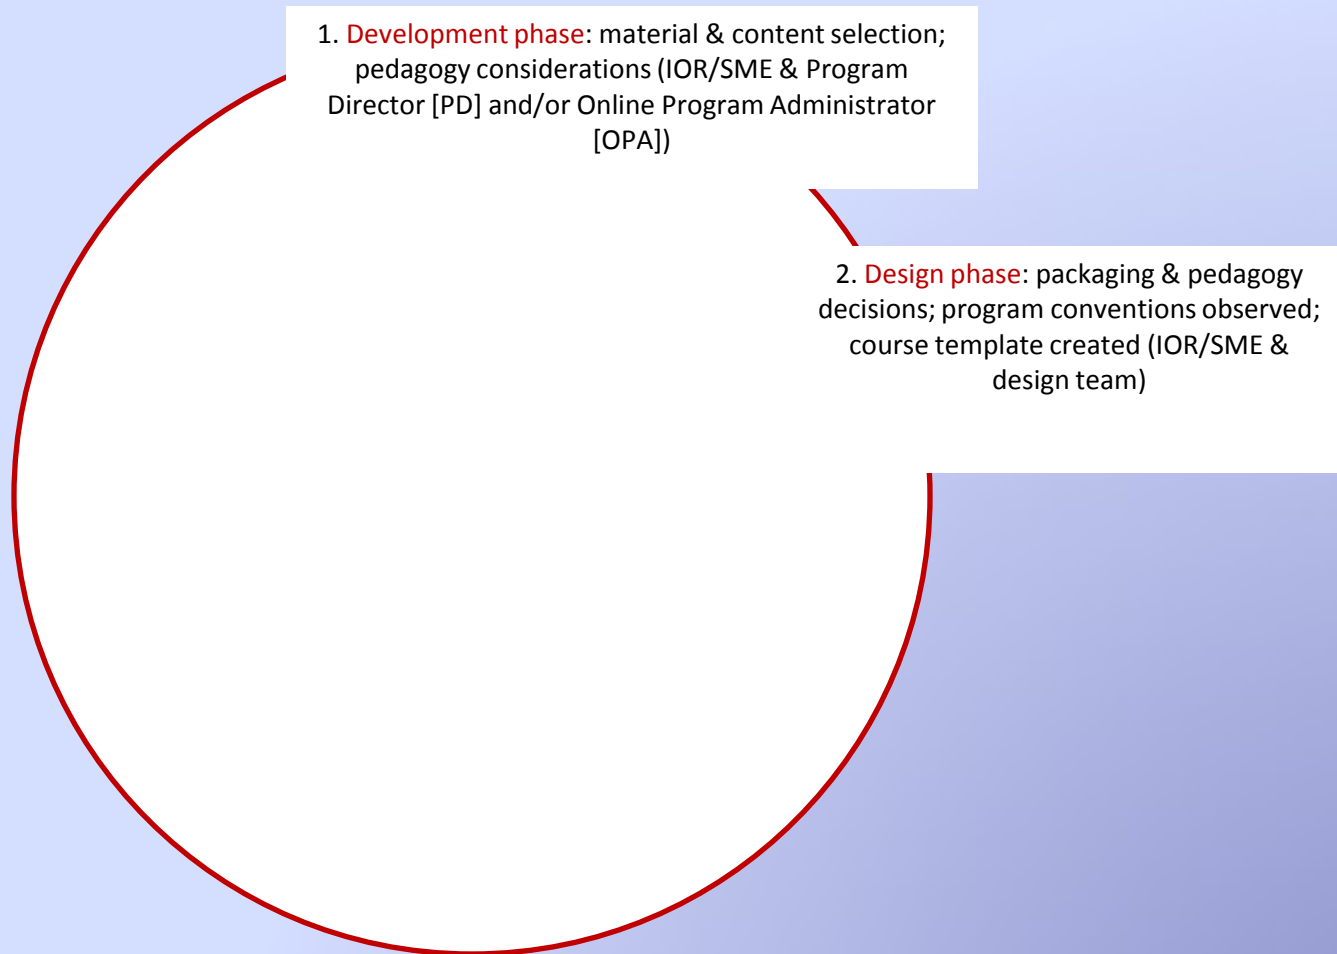 1. Development phase: material & content selection;
pedagogy considerations (IOR/SME & Program
Director [PD] and/or Online Program Administrator
[OPA])
2. Design phase: packaging & pedagogy
decisions; program conventions observed;
course template created (IOR/SME &
design team)